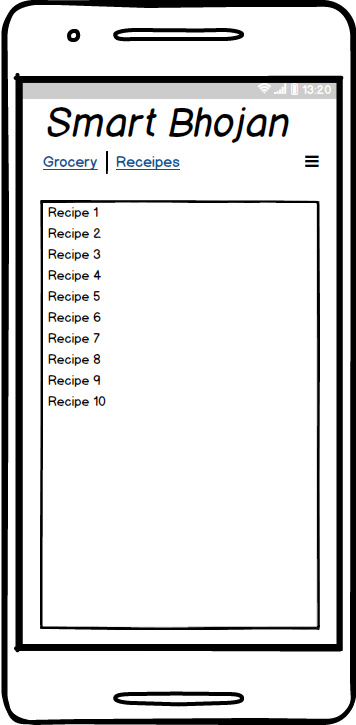 13:20
Smart Bhojan
Grocery | Receipes
Recipe 1
Recipe 2
Recipe 3
Recipe 4
Recipe 5
Recipe 6
Recipe 7
Recipe 8
Recipe 9
Recipe 10